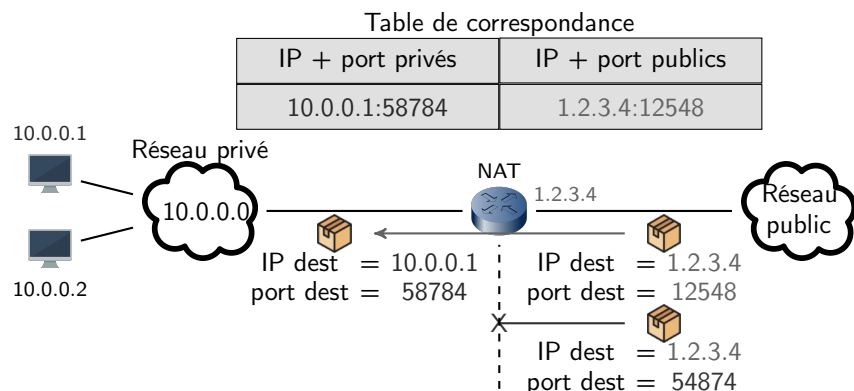 Table de correspondance
IP + port privés IP + port publics
10.0.0.1:58784 1.2.3.4:12548
10.0.0.1
Réseau privé
NAT
1.2.3.4
10.0.0.0
Réseau
public
10.0.0.2
IP dest = 10.0.0.1
port dest = 58784
IP dest = 1.2.3.4
port dest = 12548
X
IP dest = 1.2.3.4
port dest = 54874